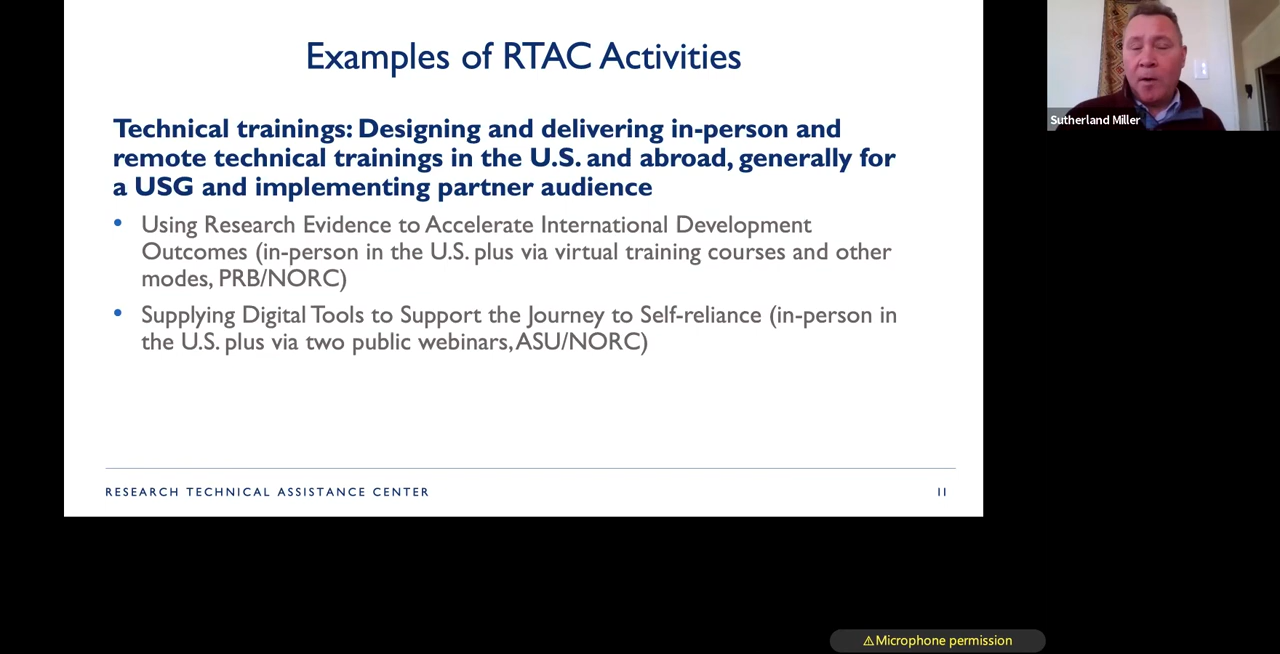 Examples of RTAC Activities
Technical trainings: Designing and delivering in-person and
remote technical trainings in the U.S. and abroad, generally for
a USG and implementing partner audience
• Using Research Evidence to Accelerate International Development
Outcomes (in-person in the U.S. plus via virtual training courses and other
modes, PRB/NORC)
• Supplying Digital Tools to Support the Journey to Self-reliance (in-person in
the U.S. plus via two public webinars, ASU/NORC)
RESEARCH TECHNICAL ASSISTANCE CENTER
11
Sutherland Miller
⚠Microphone permission